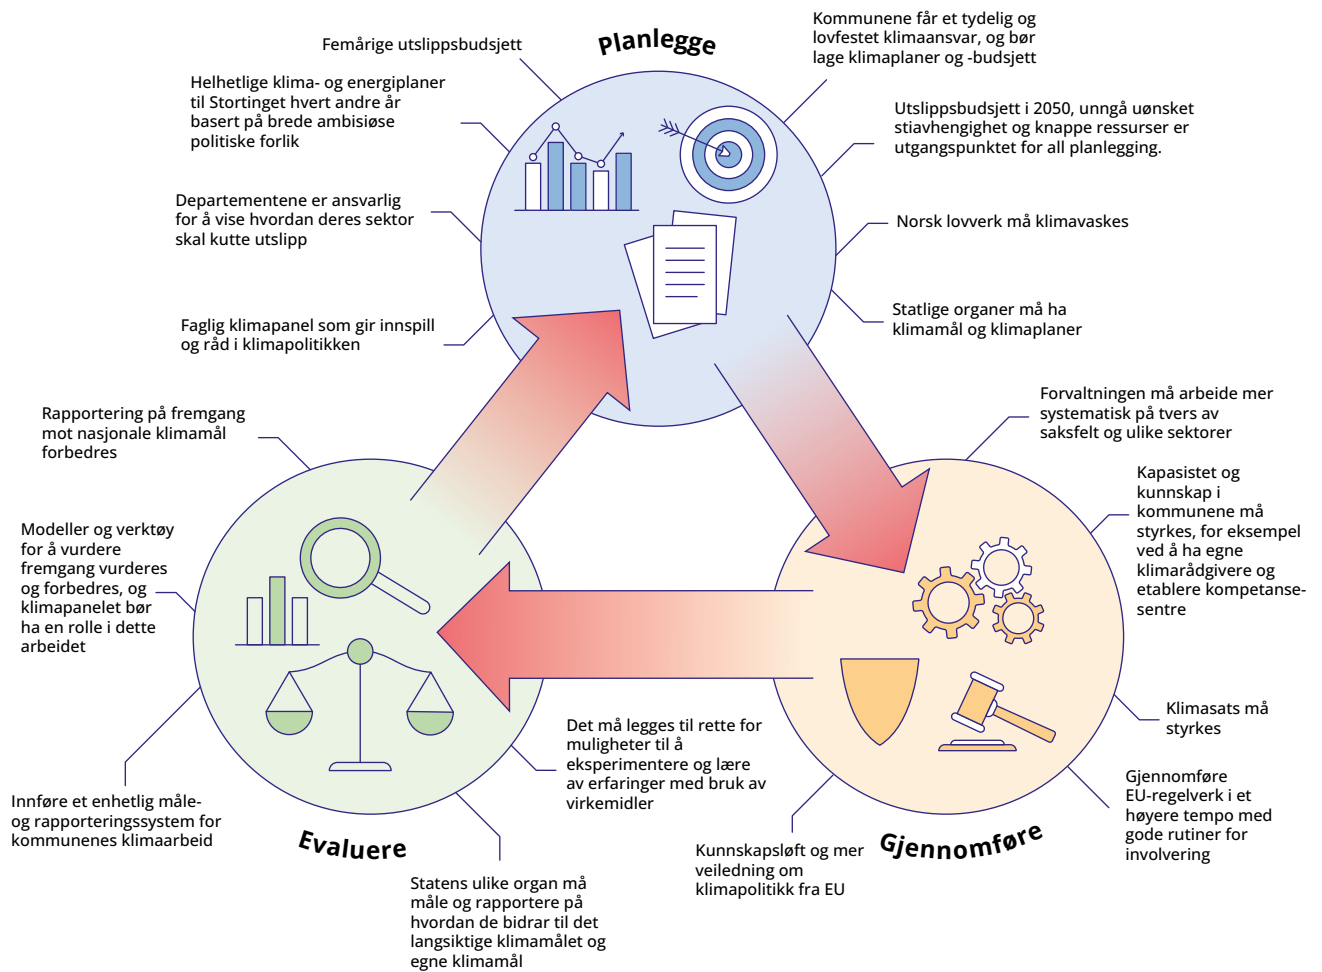 Planlegge
Femårige utslippsbudsjett
Helhetlige klima- og energiplaner
til Stortinget hvert andre år
basert på brede ambisiøse
politiske forlik
Departementene er ansvarlig
for å vise hvordan deres sektor
skal kutte utslipp
Faglig klimapanel som gir innspill
og råd i klimapolitikken
Kommunene får et tydelig og
lovfestet klimaansvar, og bør
lage klimaplaner og -budsjett
Utslippsbudsjett i 2050, unngå uønsket
stiavhengighet og knappe ressurser er
utgangspunktet for all planlegging.
Norsk lovverk må klimavaskes
Statlige organer må ha
klimamål og klimaplaner
Forvaltningen må arbeide mer
systematisk på tvers av
saksfelt og ulike sektorer
Kapasistet og
kunnskap i
kommunene må
styrkes, for eksempel
ved å ha egne
klimarådgivere og
etablere kompetanse-
sentre
Klimasats må
styrkes
Gjennomføre
EU-regelverk i et
høyere tempo med
gode rutiner for
involvering
Kunnskapsløft og mer
veiledning om
klimapolitikk fra EU
Gjennomføre
Rapportering på fremgang
mot nasjonale klimamål
forbedres
Modeller og verktøy
for å vurdere
fremgang vurderes
og forbedres, og
klimapanelet bør
ha en rolle i dette
arbeidet
Innføre et enhetlig måle-
og rapporteringssystem for
kommunenes klimaarbeid
Evaluere
Statens ulike organ må
måle og rapportere på
hvordan de bidrar til det
langsiktige klimamålet og
egne klimamål
Det må legges til rette for
muligheter til å
eksperimentere og lære
av erfaringer med bruk av
virkemidler